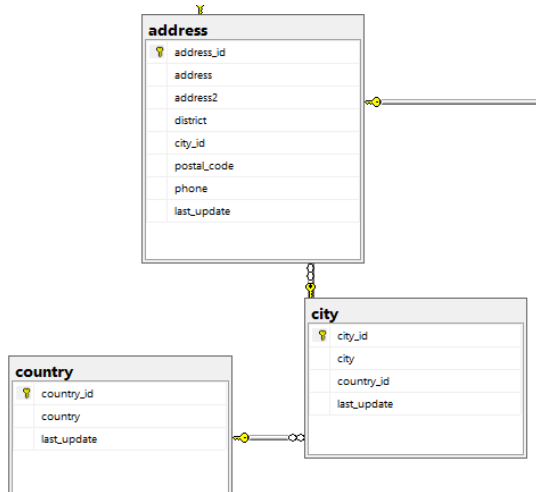 address
address_id
address
address2
district
city_id
postal_code
phone
last_update
city
city_id
city
country_id
last_update
country
country_id
country
last_update